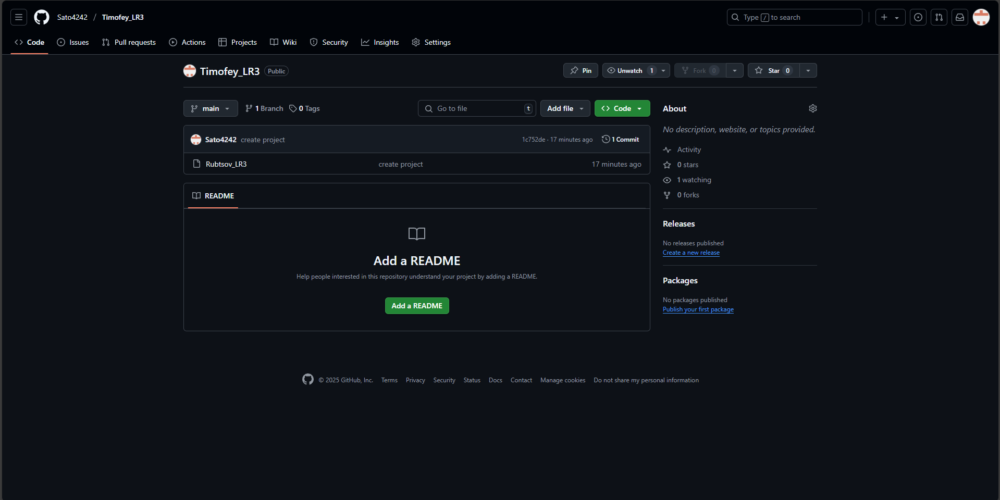 Sato4242 / Timofey_LR3
Type / to search
Code Issues Pull requests Actions Projects Wiki Security Insights Settings
Timofey_LR3 Public
Pin Unwatch 1 Fork 0 Star 0
main 1 Branch 0 Tags
Go to file t Add file Code
Sato4242 create project 1c752de · 17 minutes ago 1 Commit
Rubtsov_LR3 create project 17 minutes ago
README
Add a README
Help people interested in this repository understand your project by adding a README.
Add a README
About
No description, website, or topics provided.
Activity
0 stars
1 watching
0 forks
Releases
No releases published
Create a new release
Packages
No packages published
Publish your first package
© 2025 GitHub, Inc. Terms Privacy Security Status Docs Contact Manage cookies Do not share my personal information